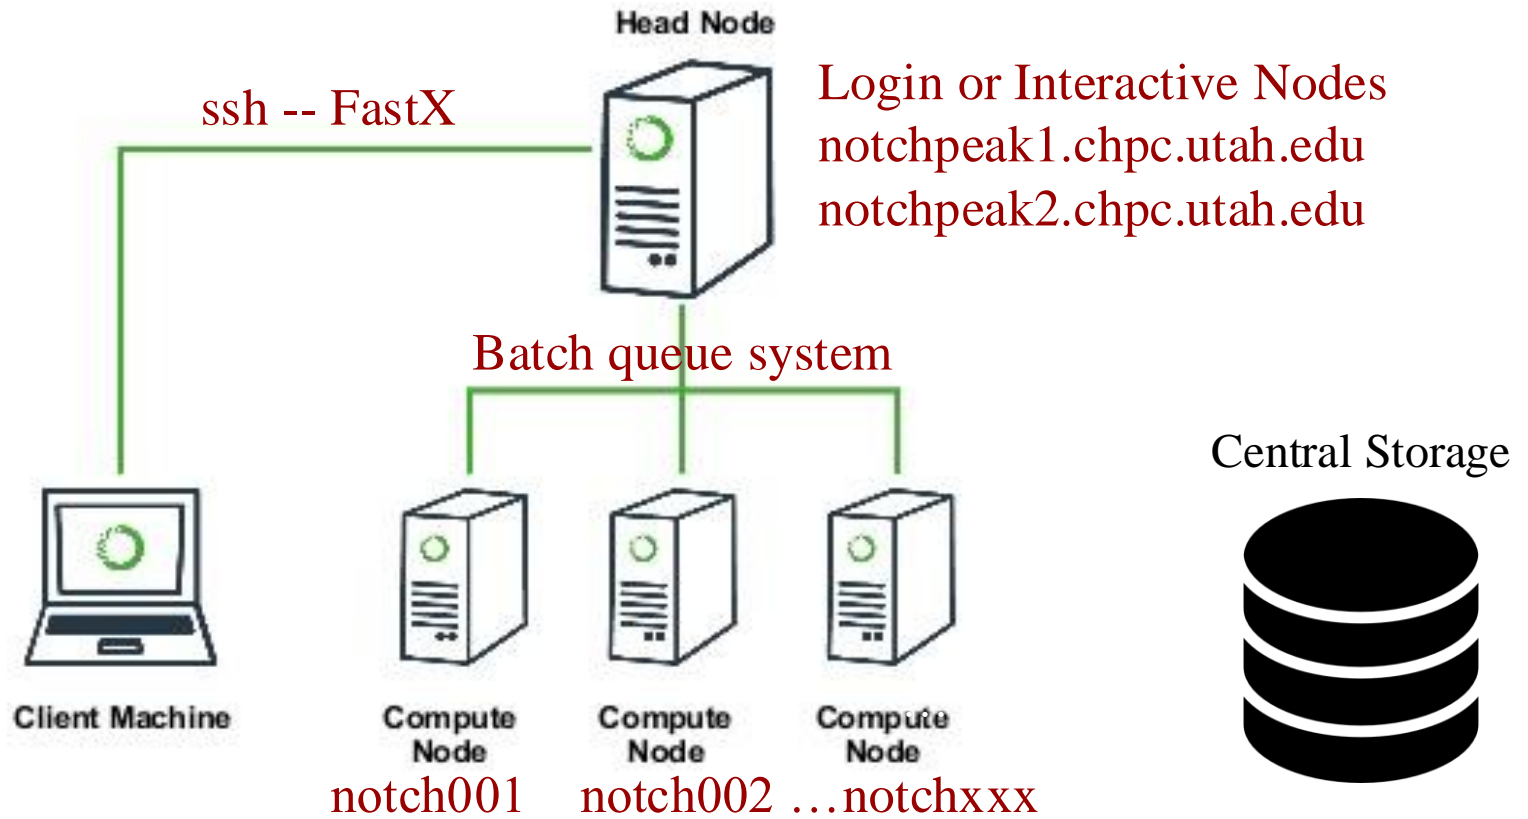 Head Node
Login or Interactive Nodes
notchpeak1.chpc.utah.edu
notchpeak2.chpc.utah.edu
ssh -- FastX
Batch queue system
Central Storage
Client Machine
Compute
Node
notch001
Compute
Node
notch002
Compute
Node
…notchxxx